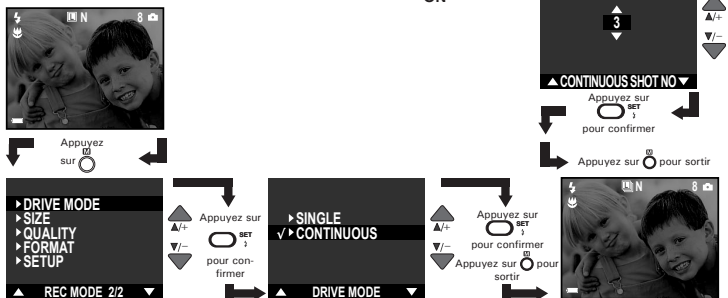 ON
L N 8
Appuyez
sur M
DRIVE MODE
SIZE
QUALITY
FORMAT
SETUP
REC MODE 2/2
▲/+
▼/–
Appuyez sur
SET
pour con-
firmer
SINGLE
√ CONTINUOUS
DRIVE MODE
▲/+
▼/–
Appuyez sur
SET
pour confirmer
Appuyez sur M pour
sortir
3
CONTINUOUS SHOT NO
▲/+
▼/–
Appuyez sur
SET
pour confirmer
Appuyez sur M pour sortir
L N 8